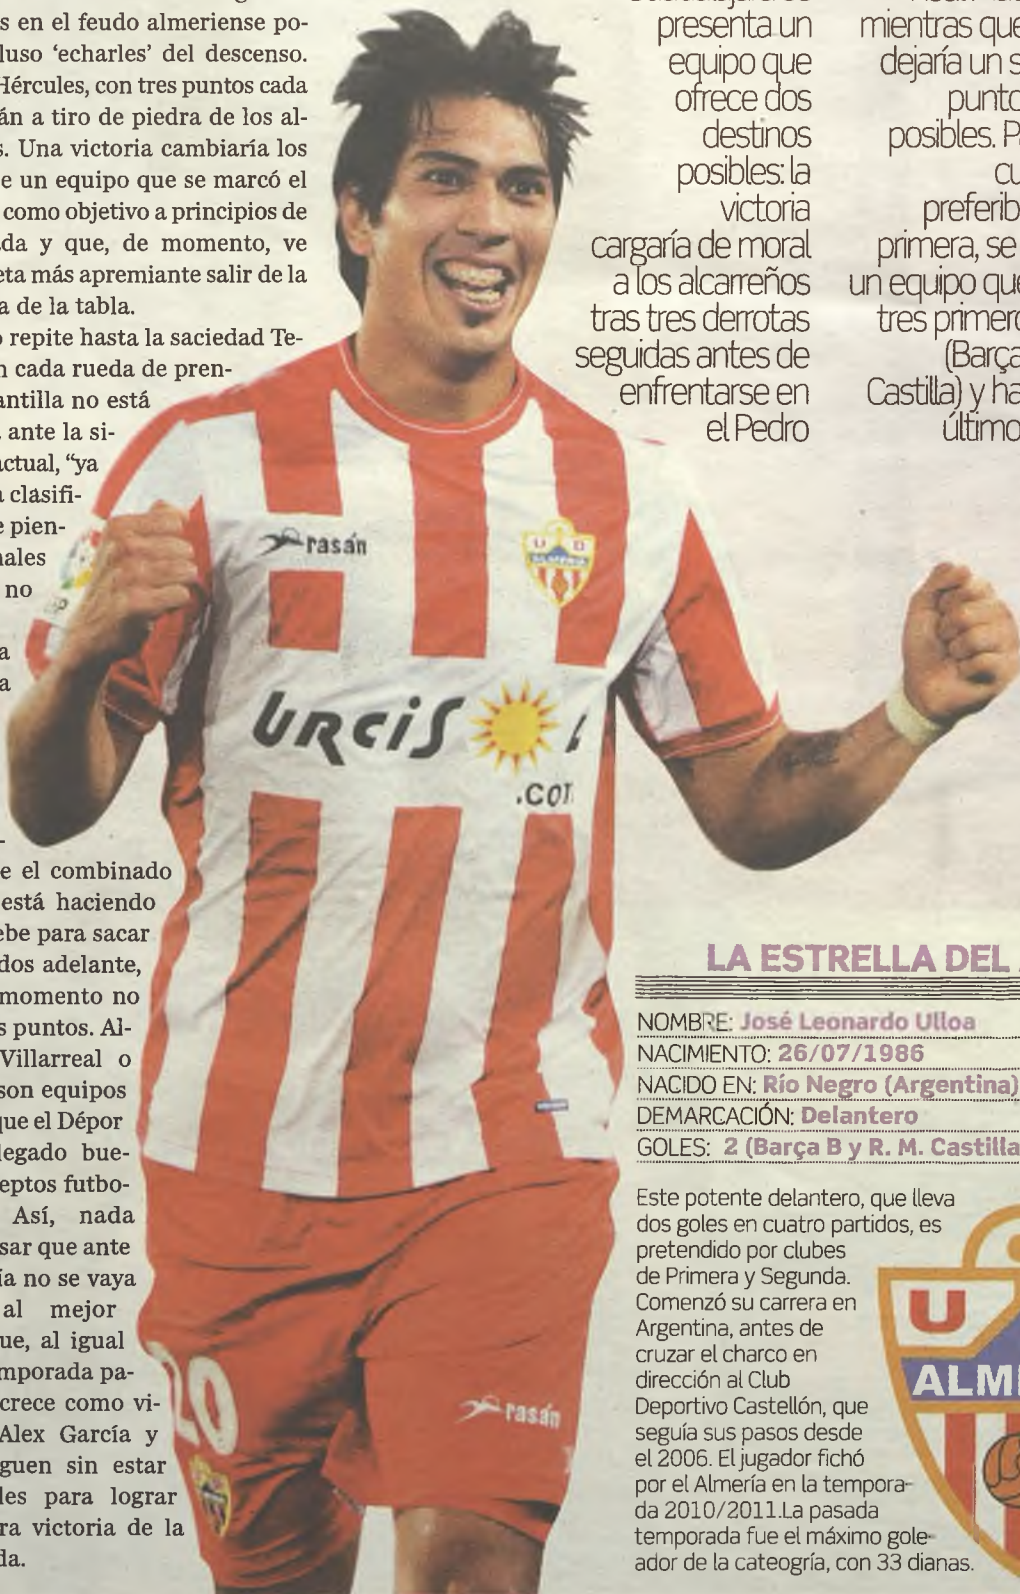 s en el feudo almeriense po-
luso ‘echarles’ del descenso.
Hércules, con tres puntos cada
án a tiro de piedra de los al-
s. Una victoria cambiaría los
e un equipo que se marcó el
como objetivo a principios de
da y que, de momento, ve
eta más apremiante salir de la
a de la tabla.
o repite hasta la saciedad Te-
n cada rueda de pren-
antilla no está
ante la si-
actual, “ya
a clasifi-
e pien-
nales
no
a
a
e el combinado
está haciendo
ebe para sacar
dos adelante,
momento no
s puntos. Al-
Villarreal o
son equipos
que el Dépor
legado bue-
eptos futbo-
Así, nada
sar que ante
ía no se vaya
al mejor
ue, al igual
mporada pa-
crece como vi-
Alex García y
guen sin estar
les para lograr
ra victoria de la
da.
presenta un
equipo que
ofrece dos
destinos
posibles: la
victoria
cargaría de moral
a los alcarreños
tras tres derrotas
seguidas antes de
enfrentarse en
el Pedro
mientras que
dejaría un s
punto
posibles. P
cu
preferib
primera, se
un equipo que
tres primero
(Barça
Castilla) y ha
último
rasán
U D
ALMERIA
URCIS
.COM
20
rasán
LA ESTRELLA DEL
NOMBRE: José Leonardo Ulloa
NACIMIENTO: 26/07/1986
NACIDO EN: Río Negro (Argentina)
DEMARCACIÓN: Delantero
GOLES: 2 (Barça B y R. M. Castilla
Este potente delantero, que lleva
dos goles en cuatro partidos, es
pretendido por clubes
de Primera y Segunda.
Comenzó su carrera en
Argentina, antes de
cruzar el charco en
dirección al Club
Deportivo Castellón, que
seguía sus pasos desde
el 2006. El jugador fichó
por el Almería en la tempora-
da 2010/2011.La pasada
temporada fue el máximo gole-
ador de la cateogría, con 33 dianas.
U
ALM